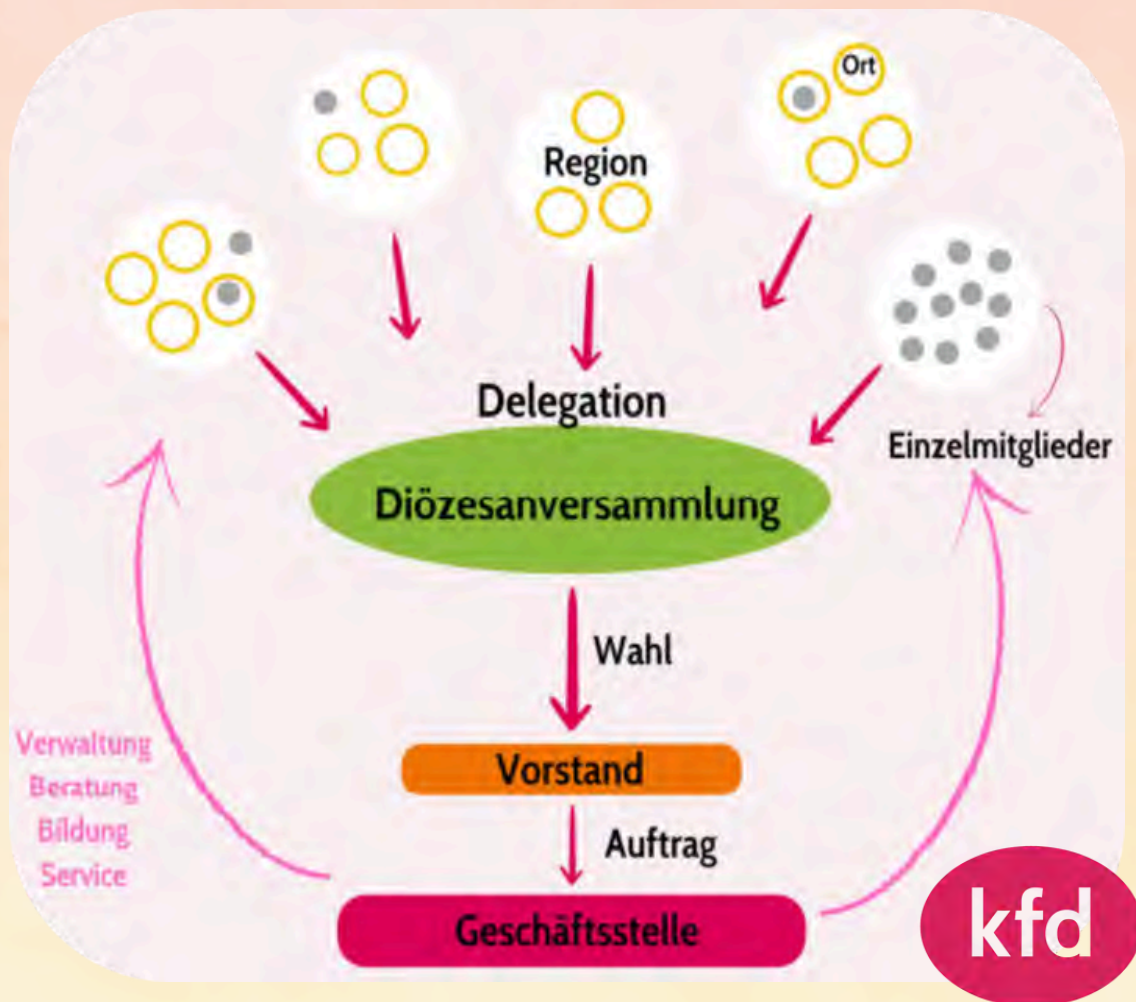 Ort
Region
Delegation
Einzelmitglieder
Diözesanversammlung
Wahl
Verwaltung
Beratung
Bildung
Service
Vorstand
Auftrag
Geschäftsstelle
kfd